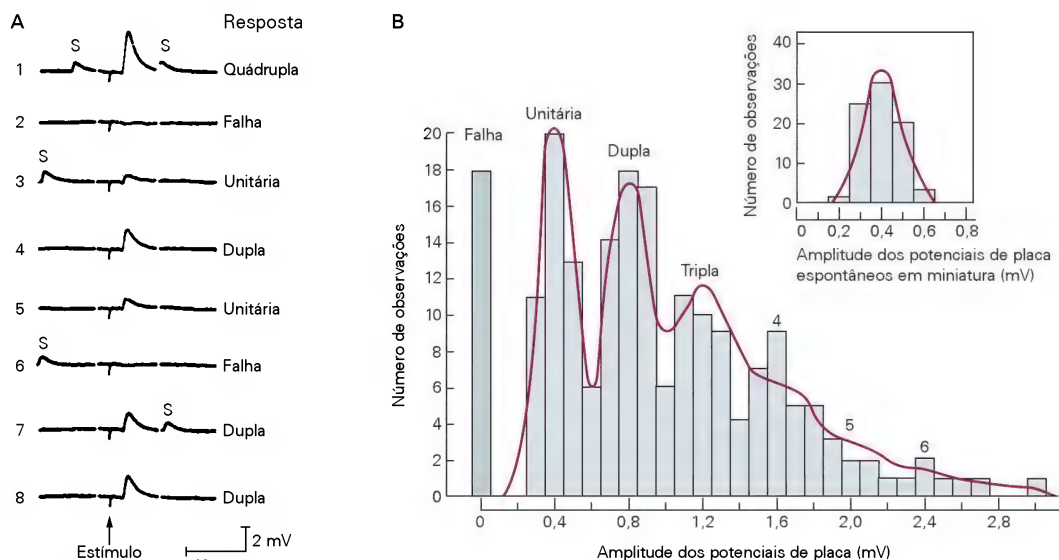 A
Resposta
1 S S Quádrupla
2 Falha
3 S Unitária
4 Dupla
5 Unitária
6 S Falha
7 S Dupla
8 Dupla
Estímulo
2 mV
B
Número de observações
20
18
16
14
12
10
8
6
4
2
0
Falha
Unitária
Dupla
Tripla
4
5
6
0 0,4 0,8 1,2 1,6 2,0 2,4 2,8
Amplitude dos potenciais de placa (mV)
Número de observações
40
30
20
10
0
0 0,2 0,4 0,6 0,8
Amplitude dos potenciais de placa
espontâneos em miniatura (mV)